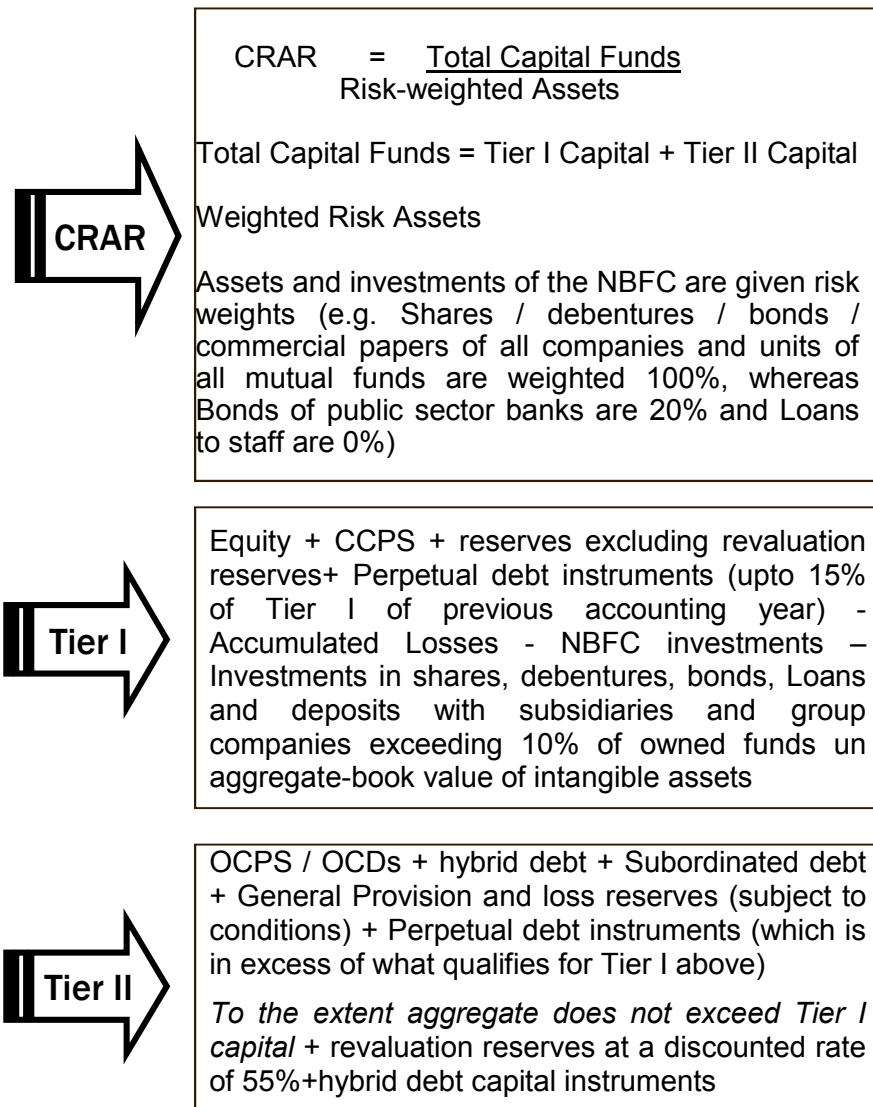 CRAR = Total Capital Funds
Risk-weighted Assets
Total Capital Funds = Tier I Capital + Tier II Capital
CRAR
Weighted Risk Assets
Assets and investments of the NBFC are given risk
weights (e.g. Shares / debentures / bonds /
commercial papers of all companies and units of
all mutual funds are weighted 100%, whereas
Bonds of public sector banks are 20% and Loans
to staff are 0%)
Equity + CCPS + reserves excluding revaluation
reserves+ Perpetual debt instruments (upto 15%
of Tier I of previous accounting year) -
Tier I
Accumulated Losses - NBFC investments –
Investments in shares, debentures, bonds, Loans
and deposits with subsidiaries and group
companies exceeding 10% of owned funds un
aggregate-book value of intangible assets
OCPS / OCDs + hybrid debt + Subordinated debt
+ General Provision and loss reserves (subject to
conditions) + Perpetual debt instruments (which is
in excess of what qualifies for Tier I above)
Tier II
To the extent aggregate does not exceed Tier I
capital + revaluation reserves at a discounted rate
of 55%+hybrid debt capital instruments